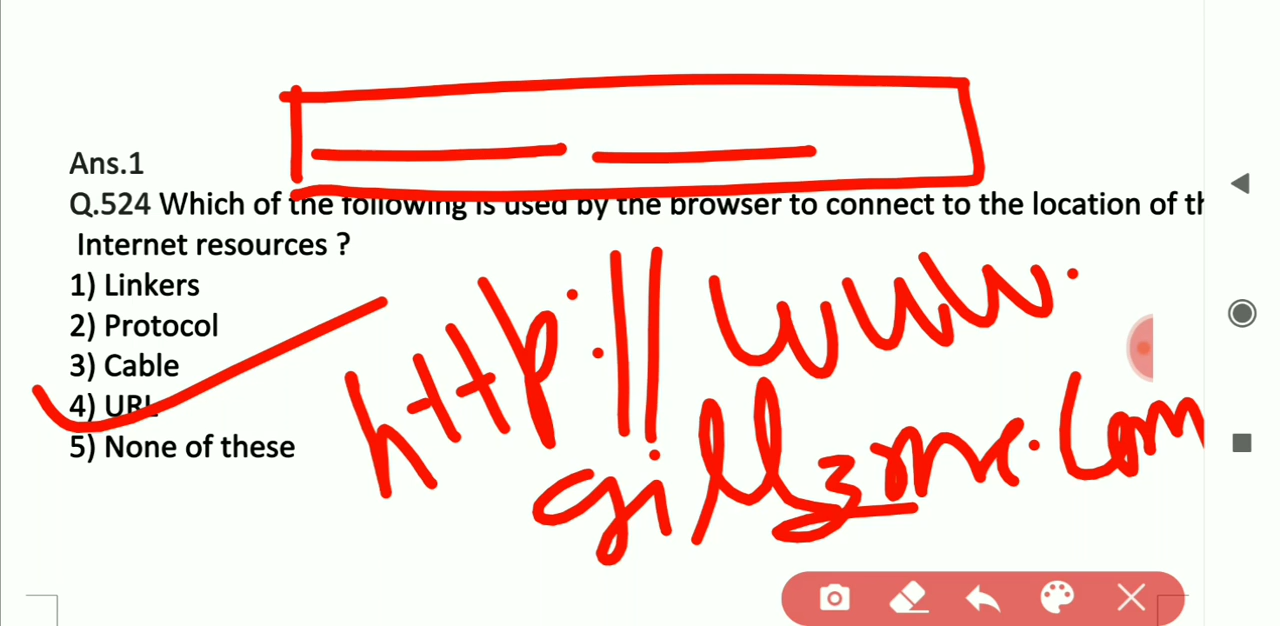 Ans.1
Q.524 Which of the following is used by the browser to connect to the location of th
Internet resources ?
1) Linkers
2) Protocol
3) Cable
4) URL
5) None of these
http://www.
gillzone.com